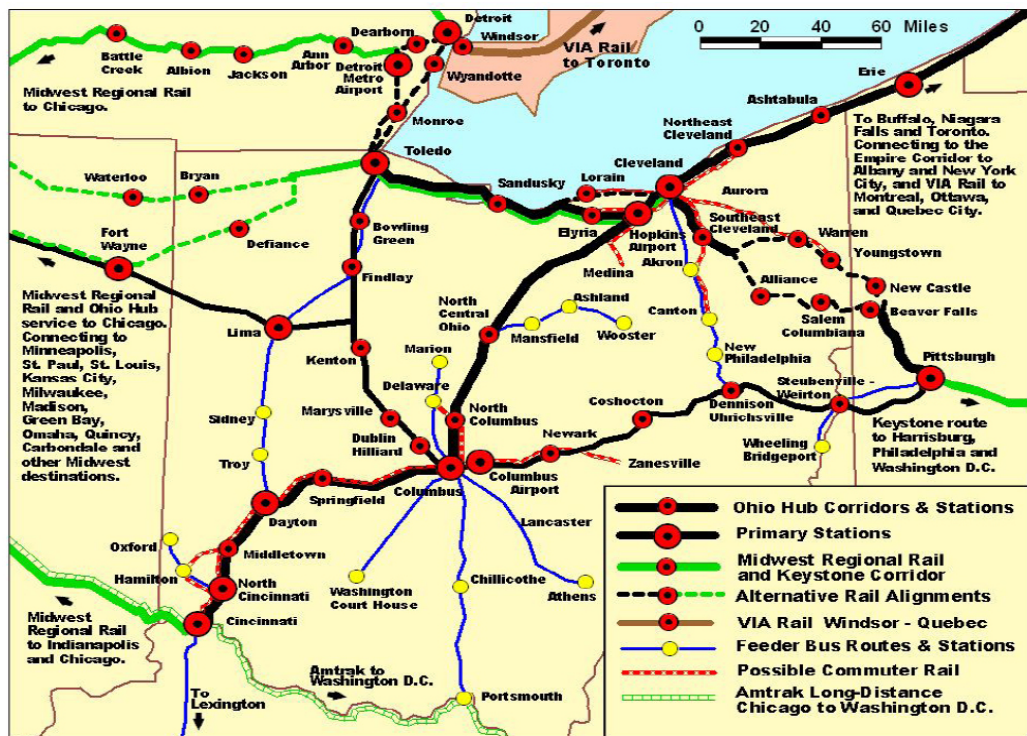 Detroit
Dearborn
Windsor
Battle
Creek
Albion
Jackson
Ann
Arbor
Detroit
Metro
Airport
Wyandotte
VIA Rail
to Toronto
0 20 40 60 Miles
Midwest Regional Rail
to Chicago.
Monroe
Erie
Ashtabula
Northeast
Cleveland
Toledo
Cleveland
To Buffalo, Niagara
Falls and Toronto.
Connecting to the
Empire Corridor to
Albany and New York
City, and VIA Rail to
Montreal, Ottawa,
and Quebec City.
Waterloo
Bryan
Sandusky
Lorain
Aurora
Bowling
Green
Elyria
Hopkins
Airport
Southeast
Cleveland
Warren
Fort
Wayne
Defiance
Findlay
Medina
Akron
Youngstown
Alliance
New Castle
Midwest Regional
Rail and Ohio Hub
service to Chicago.
Connecting to
Minneapolis,
St. Paul, St. Louis,
Kansas City,
Milwaukee,
Madison,
Green Bay,
Omaha, Quincy,
Carbondale and
other Midwest
destinations.
Lima
North
Central
Ohio
Ashland
Mansfield
Wooster
Canton
Salem
Columbiana
Beaver Falls
Kenton
Marion
New
Philadelphia
Pittsburgh
Delaware
Steubenville -
Weirton
Sidney
Marysville
North
Columbus
Coshocton
Dennison
Uhrichsville
Keystone route
to Harrisburg,
Philadelphia and
Washington D.C.
Troy
Dublin
Hilliard
Newark
Wheeling
Bridgeport
Columbus
Columbus
Airport
Zanesville
Springfield
Dayton
Lancaster
Oxford
Middletown
Hamilton
North
Cincinnati
Washington
Court House
Chillicothe
Athens
Midwest
Regional Rail
to Indianapolis
and Chicago.
Cincinnati
Amtrak to
Washington D.C.
To
Lexington
Portsmouth
Ohio Hub Corridors & Stations
Primary Stations
Midwest Regional Rail
and Keystone Corridor
Alternative Rail Alignments
VIA Rail Windsor - Quebec
Feeder Bus Routes & Stations
Possible Commuter Rail
Amtrak Long-Distance
Chicago to Washington D.C.